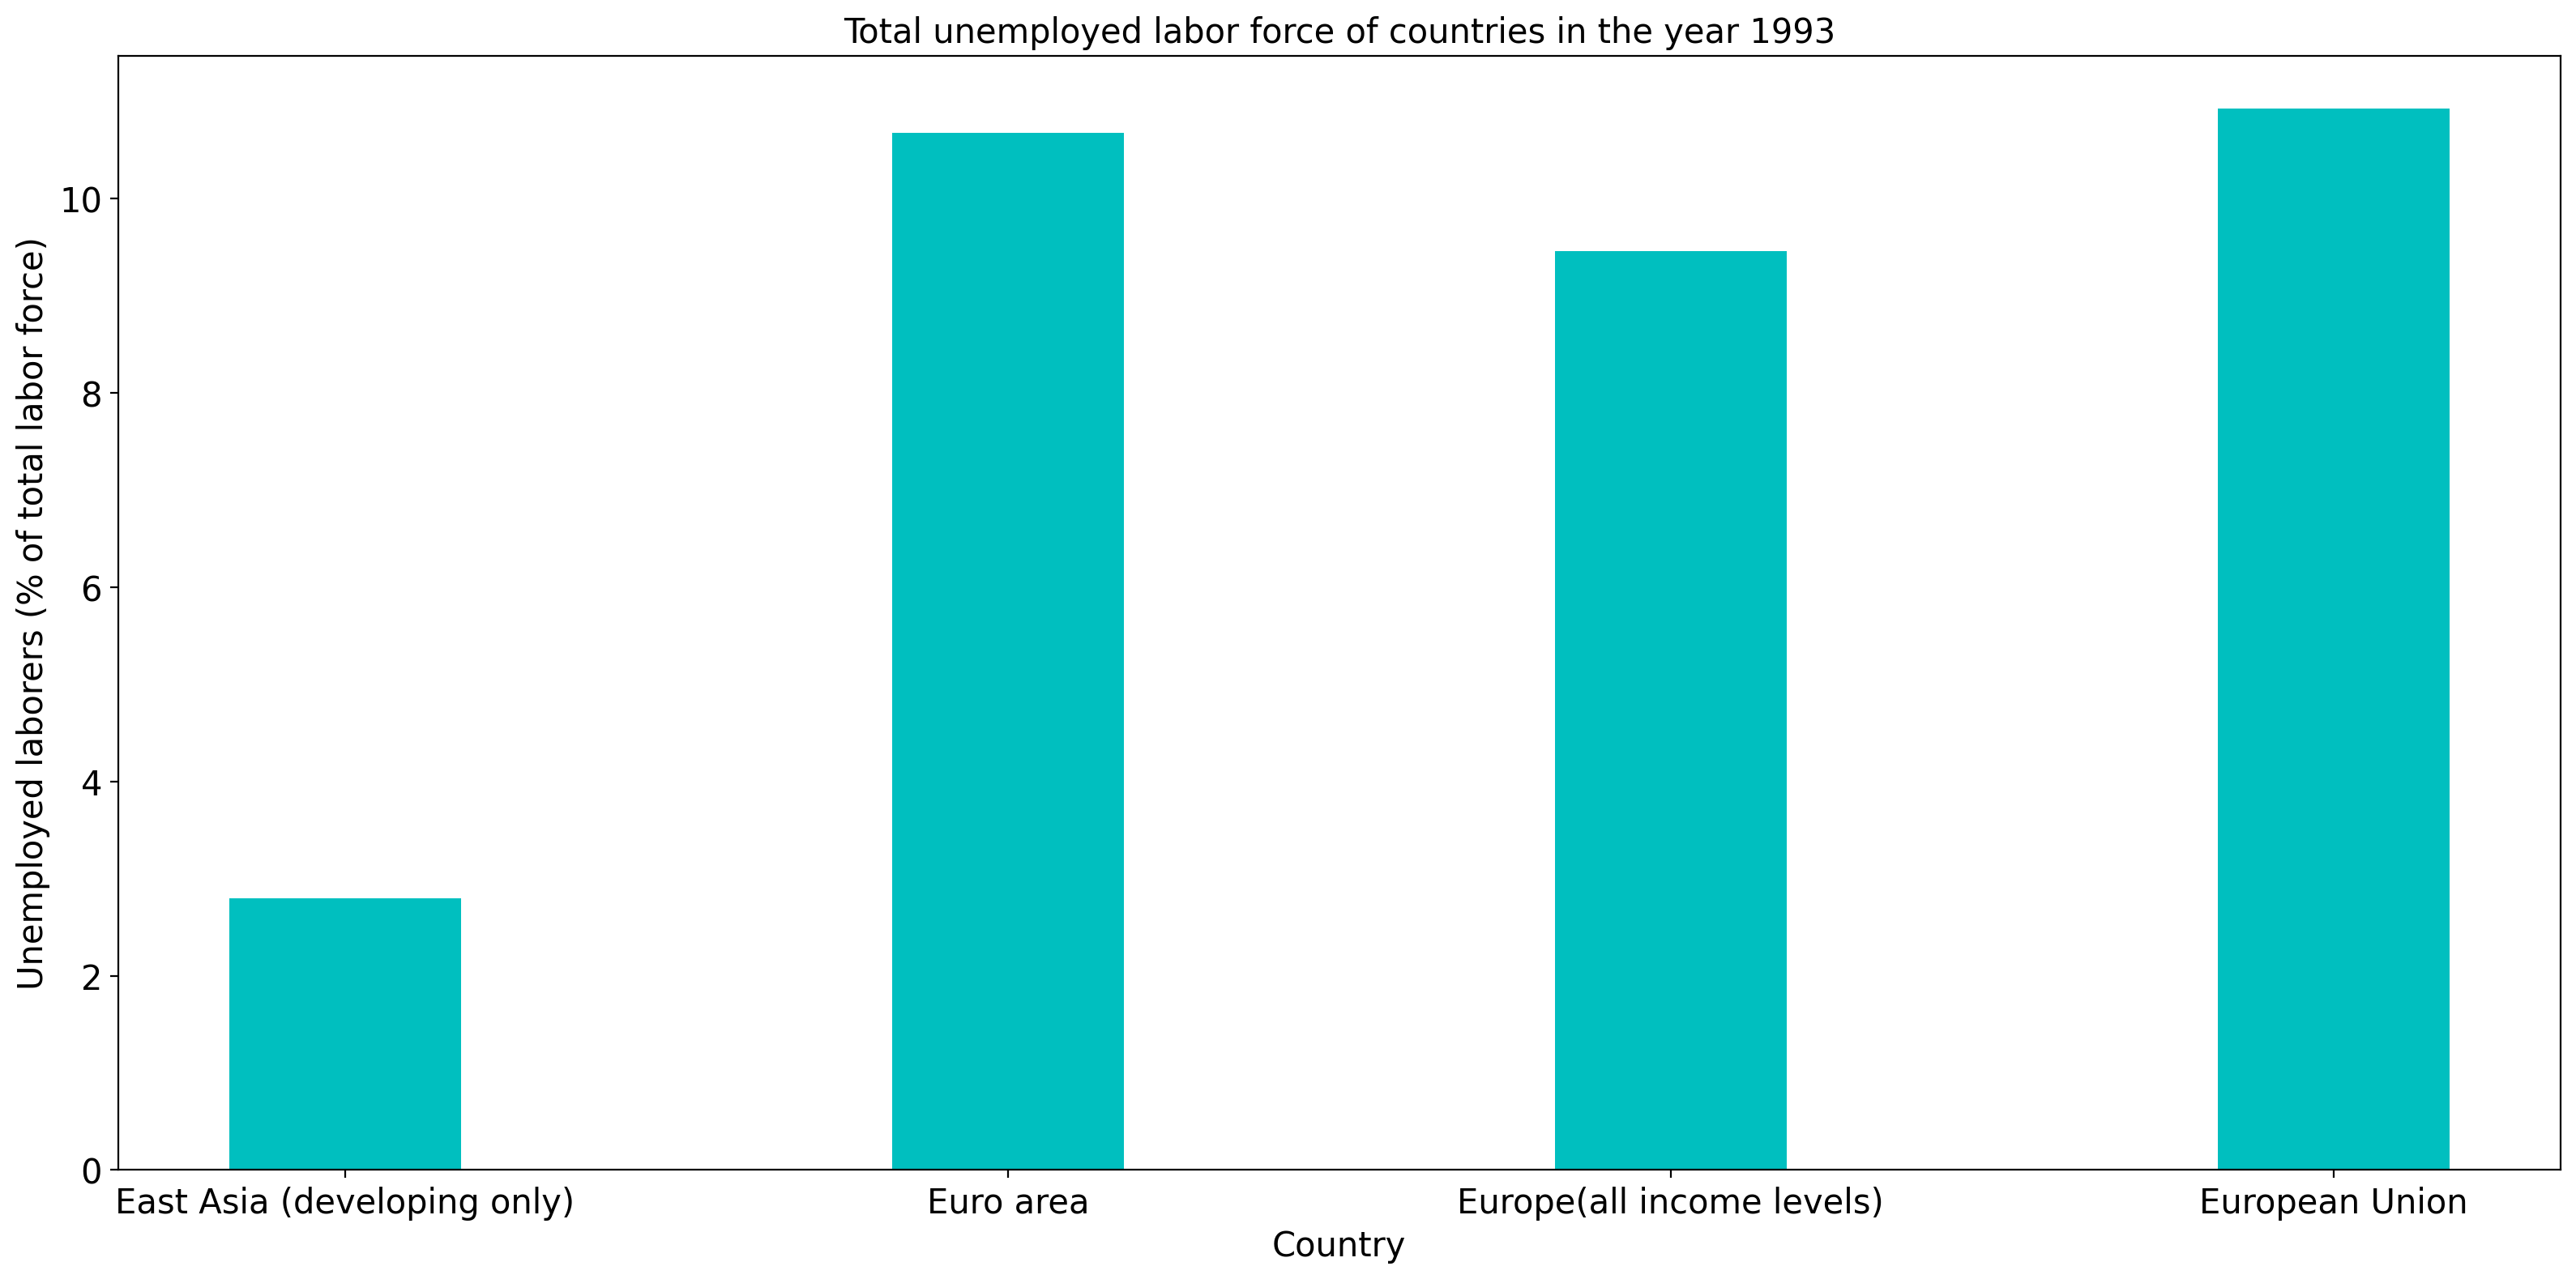 Total unemployed labor force of countries in the year 1993
Unemployed laborers (% of total labor force)
10
8
6
4
2
0
East Asia (developing only)
Euro area
Europe(all income levels)
European Union
Country